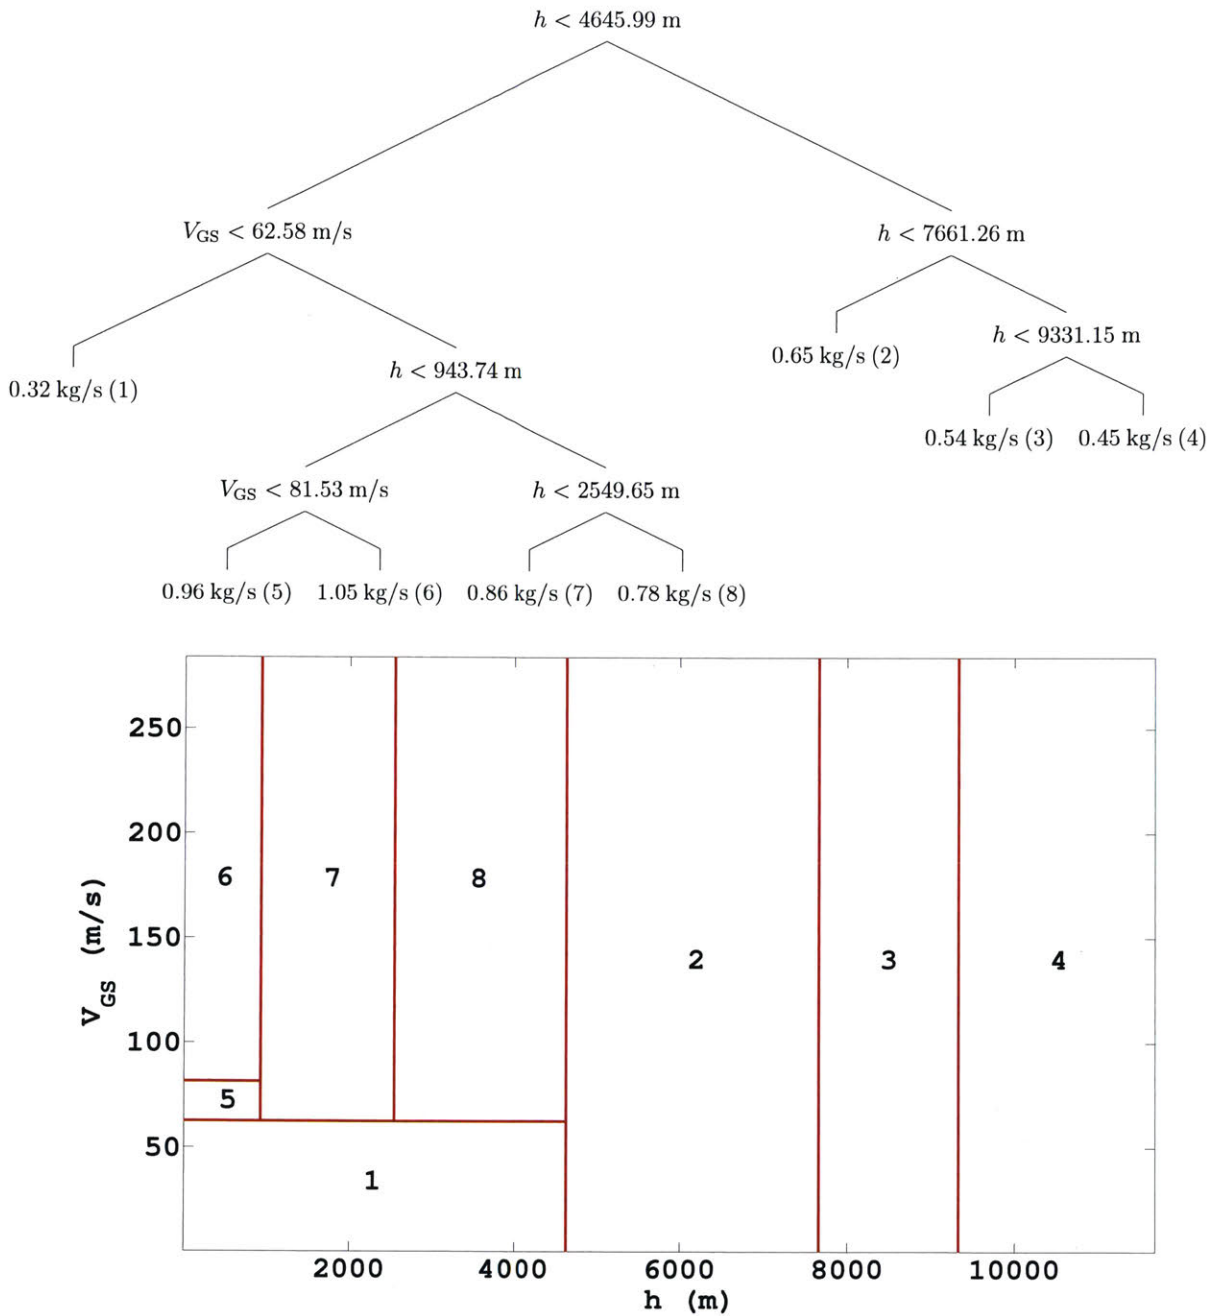 h < 4645.99 m
V_GS < 62.58 m/s
h < 7661.26 m
h < 9331.15 m
0.65 kg/s (2)
h < 943.74 m
0.32 kg/s (1)
0.54 kg/s (3) 0.45 kg/s (4)
V_GS < 81.53 m/s h < 2549.65 m
0.96 kg/s (5) 1.05 kg/s (6) 0.86 kg/s (7) 0.78 kg/s (8)
250
200
6 7 8
150
2 3 4
V_GS (m/s)
100
5
50
1
2000 4000 6000 8000 10000
h (m)